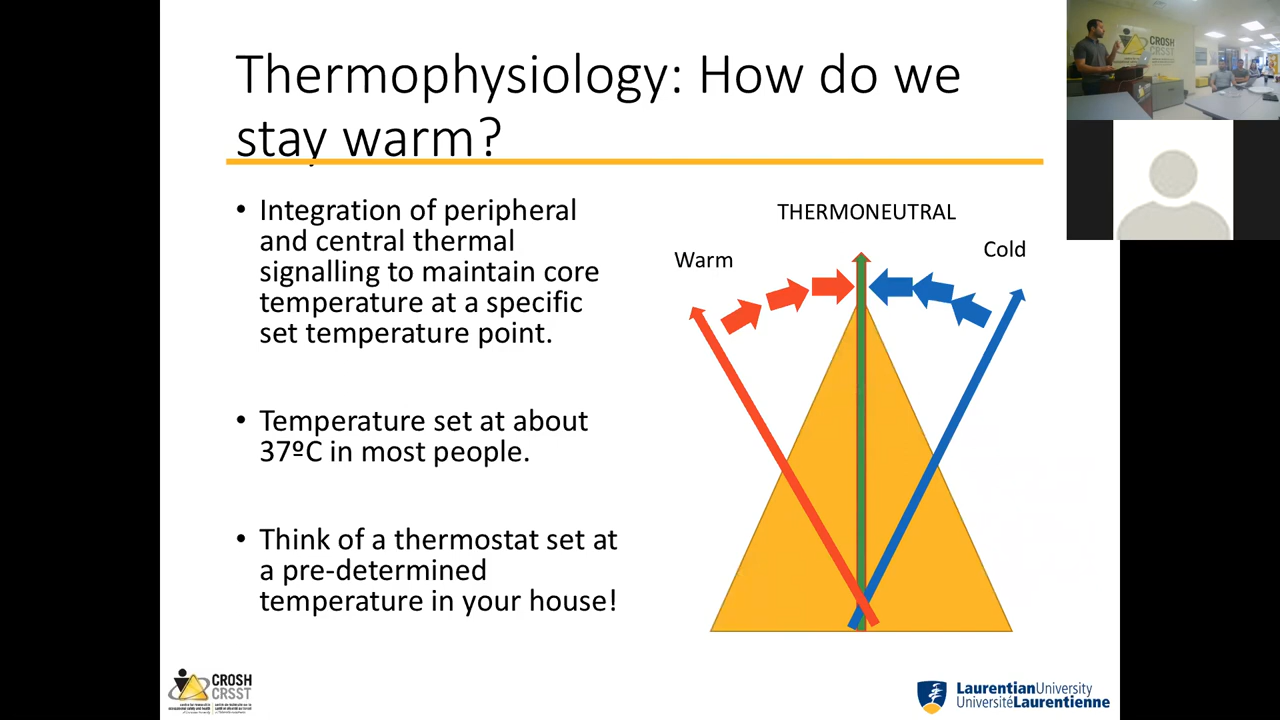 Thermophysiology: How do we
stay warm?
• Integration of peripheral
and central thermal
signalling to maintain core
temperature at a specific
set temperature point.
• Temperature set at about
37ºC in most people.
• Think of a thermostat set at
a pre-determined
temperature in your house!
THERMONEUTRAL
Warm
Cold
CROSH
CRSST
CROSH
CRSST
LaurentianUniversity
UniversitéLaurentienne